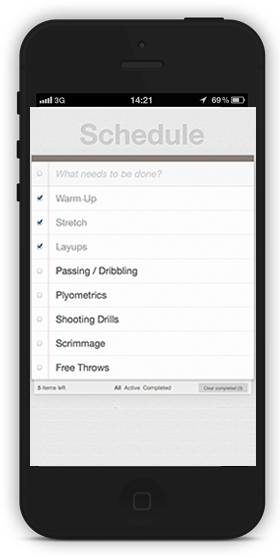 3G 14:21 69%
Schedule
What needs to be done?
Warm-Up
Stretch
Layups
Passing / Dribbling
Plyometrics
Shooting Drills
Scrimmage
Free Throws
5 items left All Active Completed Clear completed (3)